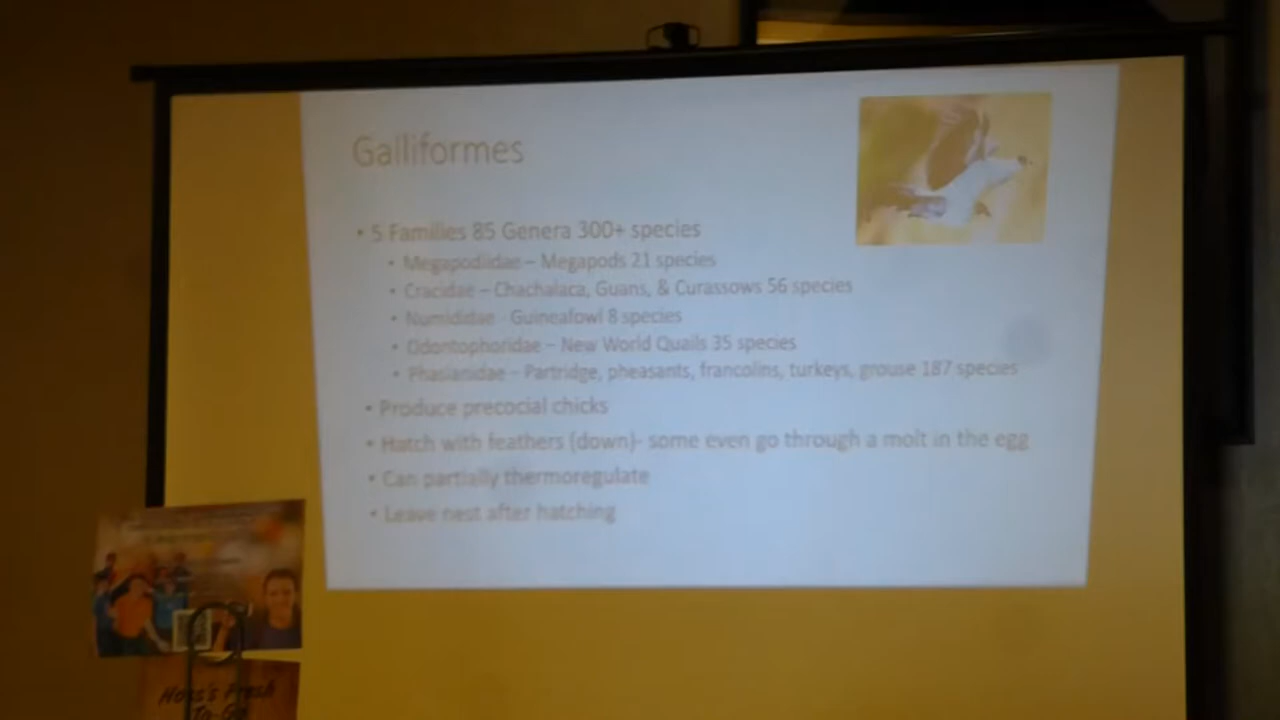 Galliformes
• 5 Families 85 Genera 300+ species
• Megapodiidae – Megapods 21 species
• Cracidae – Chachalaca, Guans, & Curassows 56 species
• Numididae - Guineafowl 8 species
• Odontophoridae – New World Quails 35 species
• Phasianidae – Partridge, pheasants, francolins, turkeys, grouse 187 species
• Produce precocial chicks
• Hatch with feathers (down)- some even go through a molt in the egg
• Can partially thermoregulate
• Leave nest after hatching
Fresh
To-Go